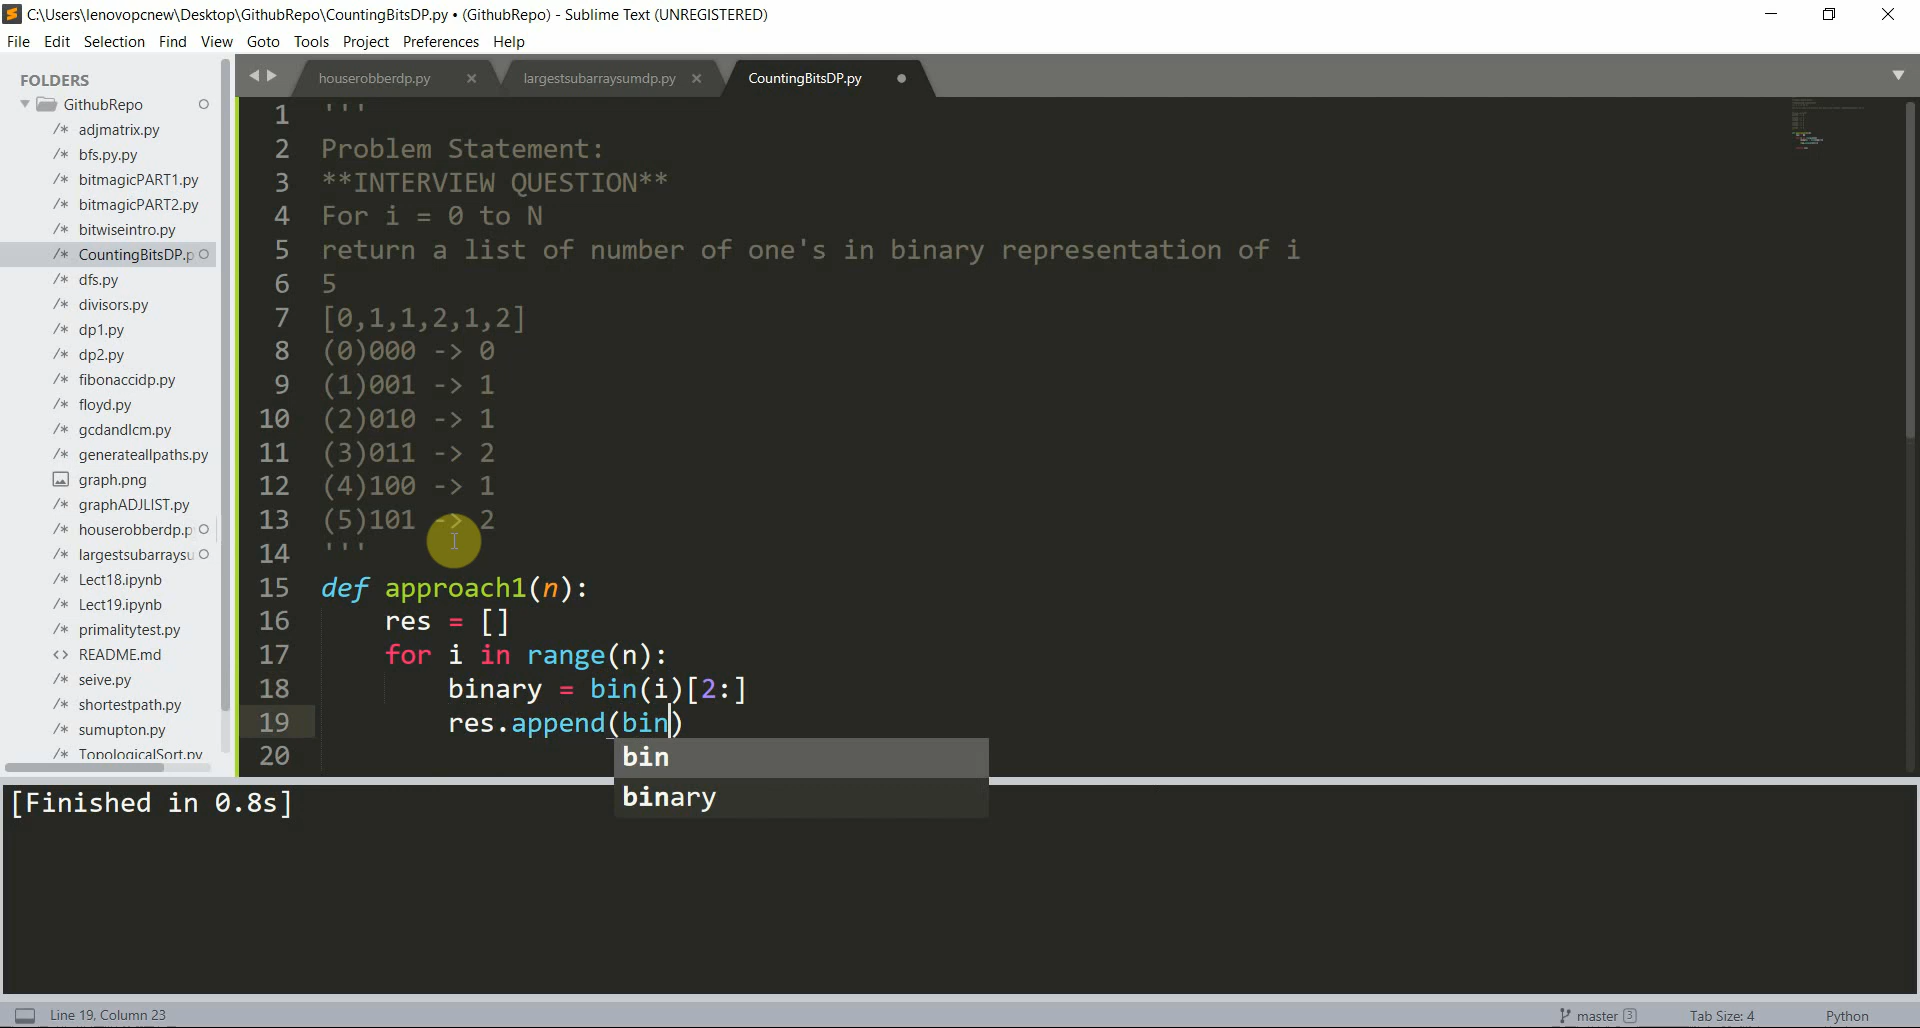 C:\Users\lenovopcnew\Desktop\GithubRepo\CountingBitsDP.py • (GithubRepo) - Sublime Text (UNREGISTERED)
File Edit Selection Find View Goto Tools Project Preferences Help
FOLDERS
GithubRepo
adjmatrix.py
bfs.py.py
bitmagicPART1.py
bitmagicPART2.py
bitwiseintro.py
CountingBitsDP.p
dfs.py
divisors.py
dp1.py
dp2.py
fibonaccidp.py
floyd.py
gcdandlcm.py
generateallpaths.py
graph.png
graphADJLIST.py
houserobberdp.p
largestsubarraysu
Lect18.ipynb
Lect19.ipynb
primalitytest.py
README.md
seive.py
shortestpath.py
sumupton.py
TopologicalSort.py
houserobberdp.py largestsubarraysumdp.py CountingBitsDP.py
1 '''
2 Problem Statement:
3 **INTERVIEW QUESTION**
4 For i = 0 to N
5 return a list of number of one's in binary representation of i
6 5
7 [0,1,1,2,1,2]
8 (0)000 -> 0
9 (1)001 -> 1
10 (2)010 -> 1
11 (3)011 -> 2
12 (4)100 -> 1
13 (5)101 -> 2
14 '''
15 def approach1(n):
16 res = []
17 for i in range(n):
18 binary = bin(i)[2:]
19 res.append(bin)
20
bin
binary
[Finished in 0.8s]
Line 19, Column 23
master 3 Tab Size: 4 Python